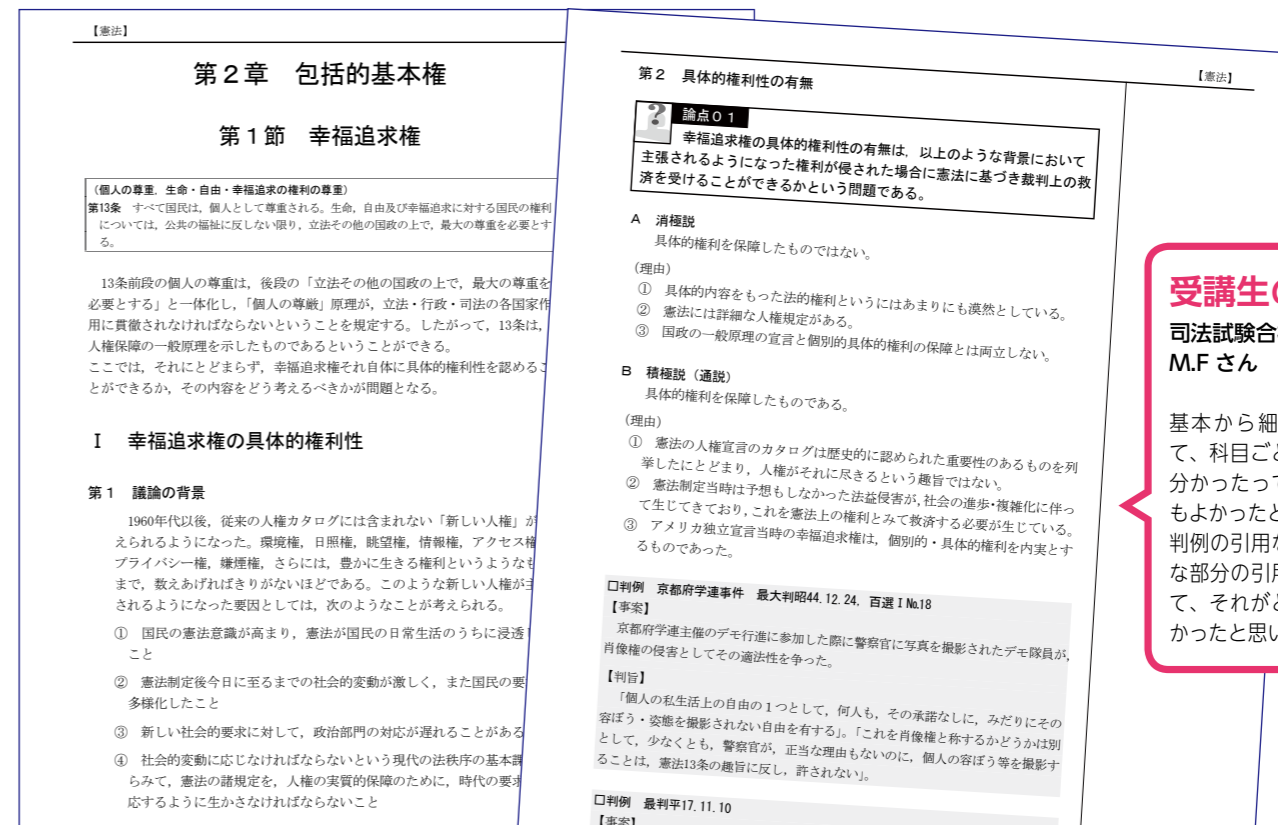 【憲法】
第2章　包括的基本権
第1節　幸福追求権
（個人の尊重，生命・自由・幸福追求の権利の尊重）
第13条　すべて国民は，個人として尊重される。生命，自由及び幸福追求に対する国民の権利
については，公共の福祉に反しない限り，立法その他の国政の上で，最大の尊重を必要とす
る。
13条前段の個人の尊重は，後段の「立法その他の国政の上で，最大の尊重を
必要とする」と一体化し，「個人の尊厳」原理が，立法・行政・司法の各国家作
用に貫徹されなければならないということを規定する。したがって，13条は，
人権保障の一般原理を示したものであるということができる。
ここでは，それにとどまらず，幸福追求権それ自体に具体的権利性を認めるこ
とができるか，その内容をどう考えるべきかが問題となる。
Ⅰ　幸福追求権の具体的権利性
第1　議論の背景
1960年代以後，従来の人権カタログには含まれない「新しい人権」が
えられるようになった。環境権，日照権，眺望権，情報権，アクセス権
プライバシー権，嫌煙権，さらには，豊かに生きる権利というようなも
まで，数えあげればきりがないほどである。このような新しい人権が主
されるようになった要因としては，次のようなことが考えられる。
①　国民の憲法意識が高まり，憲法が国民の日常生活のうちに浸透
こと
②　憲法制定後今日に至るまでの社会的変動が激しく，また国民の要
多様化したこと
③　新しい社会的要求に対して，政治部門の対応が遅れることがある
④　社会的変動に応じなければならないという現代の法秩序の基本課
らみて，憲法の諸規定を，人権の実質的保障のために，時代の要求
応するように生かさなければならないこと
【憲法】
第2　具体的権利性の有無
? 論点01
幸福追求権の具体的権利性の有無は，以上のような背景において
主張されるようになった権利が侵された場合に憲法に基づき裁判上の救
済を受けることができるかという問題である。
A　消極説
具体的権利を保障したものではない。
（理由）
①　具体的内容をもった法的権利というにはあまりにも漠然としている。
②　憲法には詳細な人権規定がある。
③　国政の一般原理の宣言と個別的具体的権利の保障とは両立しない。
B　積極説（通説）
具体的権利を保障したものである。
（理由）
①　憲法の人権宣言のカタログは歴史的に認められた重要性のあるものを列
挙したにとどまり，人権がそれに尽きるという趣旨ではない。
②　憲法制定当時は予想もしなかった法益侵害が，社会の進歩・複雑化に伴っ
て生じてきており，これを憲法上の権利とみて救済する必要が生じている。
③　アメリカ独立宣言当時の幸福追求権は，個別的・具体的権利を内実とす
るものであった。
□判例　京都府学連事件　最大判昭44.12.24，百選Ⅰ№18
【事案】
京都府学連主催のデモ行進に参加した際に警察官に写真を撮影されたデモ隊員が，
肖像権の侵害としてその適法性を争った。
【判旨】
「個人の私生活上の自由の1つとして，何人も，その承諾なしに，みだりにその
容ぼう・姿態を撮影されない自由を有する」。「これを肖像権と称するかどうかは別
として，少なくとも，警察官が，正当な理由もないのに，個人の容ぼう等を撮影す
ることは，憲法13条の趣旨に反し，許されない」。
□判例　最判平17.11.10
【事案】
受講生の
司法試験合
M.F さん
基本から細
て、科目ごと
分かったって
もよかったと
判例の引用な
な部分の引用
て、それがと
かったと思い